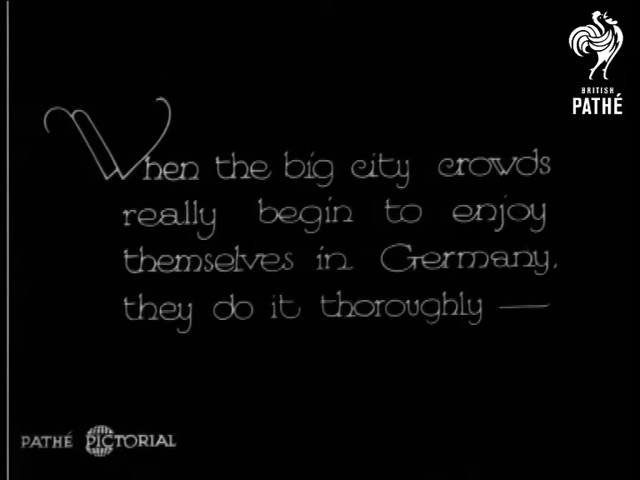 BRITISH
PATHÉ
When the big city crowds
really begin to enjoy
themselves in Germany,
they do it thoroughly —
PATHÉ PICTORIAL